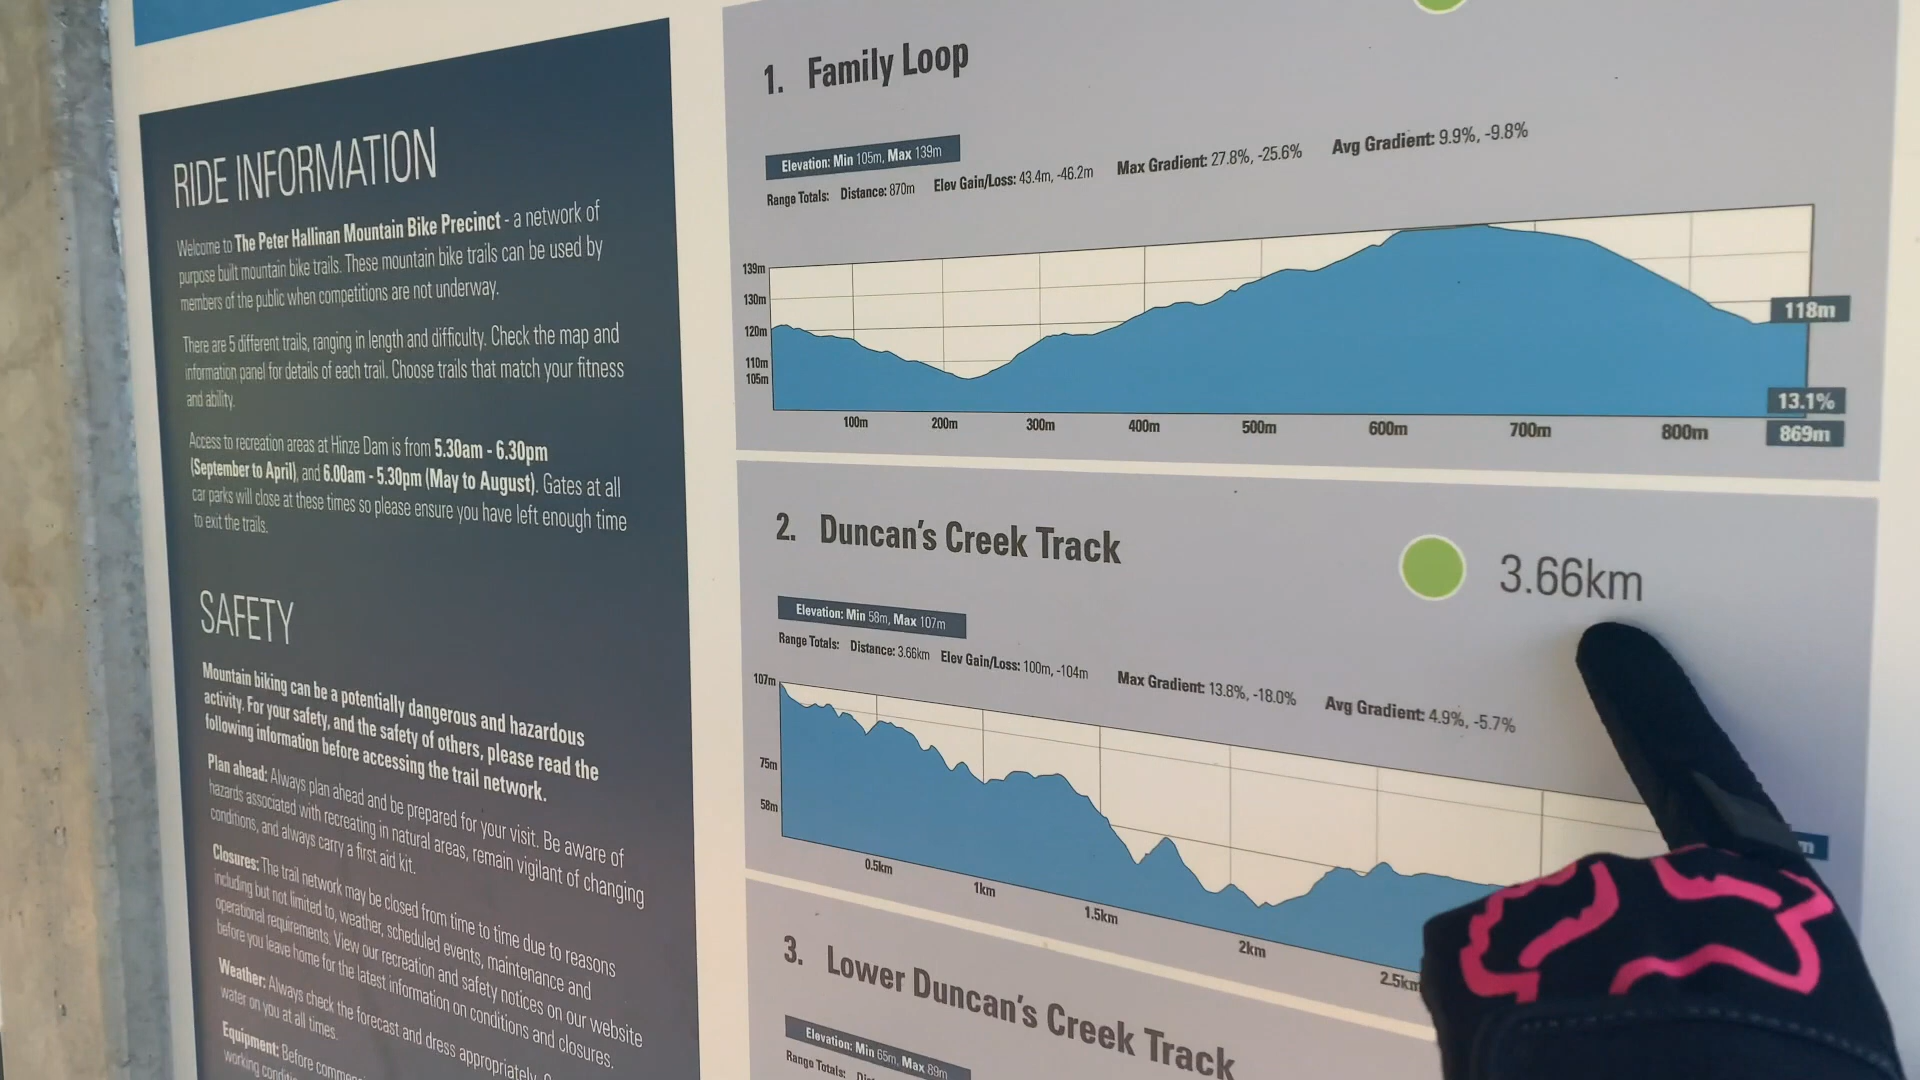 RIDE INFORMATION
Welcome to The Peter Hallinan Mountain Bike Precinct - a network of
purpose built mountain bike trails. These mountain bike trails can be used by
members of the public when competitions are not underway.
There are 5 different trails, ranging in length and difficulty. Check the map and
information panel for details of each trail. Choose trails that match your fitness
and ability.
Access to recreation areas at Hinze Dam is from 5.30am - 6.30pm
(September to April), and 6.00am - 5.30pm (May to August). Gates at all
car parks will close at these times so please ensure you have left enough time
to exit the trails.
SAFETY
Mountain biking can be a potentially dangerous and hazardous
activity. For your safety, and the safety of others, please read the
following information before accessing the trail network.
Plan ahead: Always plan ahead and be prepared for your visit. Be aware of
hazards associated with recreating in natural areas, remain vigilant of changing
conditions, and always carry a first aid kit.
Closures: The trail network may be closed from time to time due to reasons
including but not limited to, weather, scheduled events, maintenance and
operational requirements. View our recreation and safety notices on our website
before you leave home for the latest information on conditions and closures.
Weather: Always check the forecast and dress appropriately.
water on you at all times.
Equipment: Before
working
1. Family Loop
Elevation: Min 105m, Max 139m
Range Totals: Distance: 870m Elev Gain/Loss: 43.4m, -46.2m Max Gradient: 27.8%, -25.6% Avg Gradient: 9.9%, -9.8%
139m
130m
120m
110m
105m
118m
13.1%
100m 200m 300m 400m 500m 600m 700m 800m 869m
2. Duncan's Creek Track 3.66km
Elevation: Min 58m, Max 107m
Range Totals: Distance: 3.66km Elev Gain/Loss: 100m, -104m Max Gradient: 13.8%, -18.0% Avg Gradient: 4.9%, -5.7%
107m
75m
58m
m
0.5km 1km 1.5km 2km 2.5km
3. Lower Duncan's Creek Track
Elevation: Min 65m, Max 89m
Range Totals: